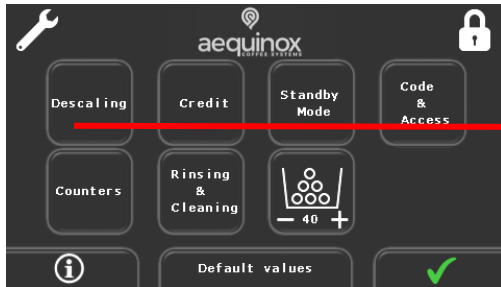 aequinox
COFFEE SYSTEMS
Descaling
Credit
Standby
Mode
Code
&
Access
Counters
Rinsing
&
Cleaning
– 40 +
i
Default values